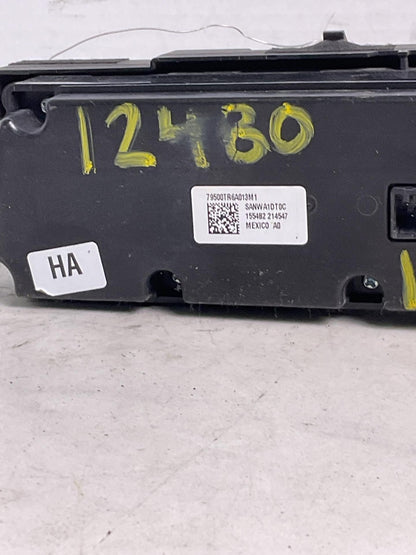 12430
79500TR6A013M1
SANWA1DT0C
155482 214547
MEXICO A0
HA